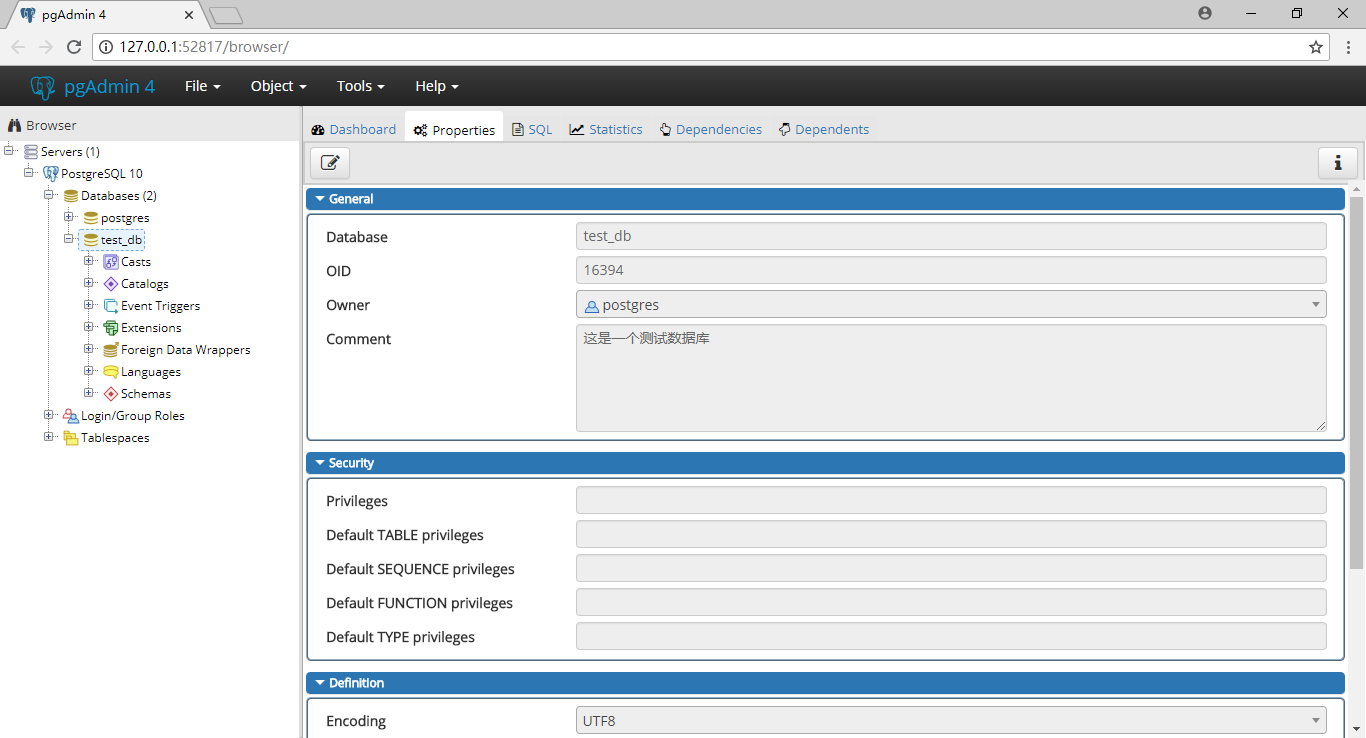 pgAdmin 4
127.0.0.1:52817/browser/
pgAdmin 4 File Object Tools Help
Browser
Servers (1)
PostgreSQL 10
Databases (2)
postgres
test_db
Casts
Catalogs
Event Triggers
Extensions
Foreign Data Wrappers
Languages
Schemas
Login/Group Roles
Tablespaces
Dashboard Properties SQL Statistics Dependencies Dependents
General
Database test_db
OID 16394
Owner postgres
Comment 这是一个测试数据库
Security
Privileges
Default TABLE privileges
Default SEQUENCE privileges
Default FUNCTION privileges
Default TYPE privileges
Definition
Encoding UTF8